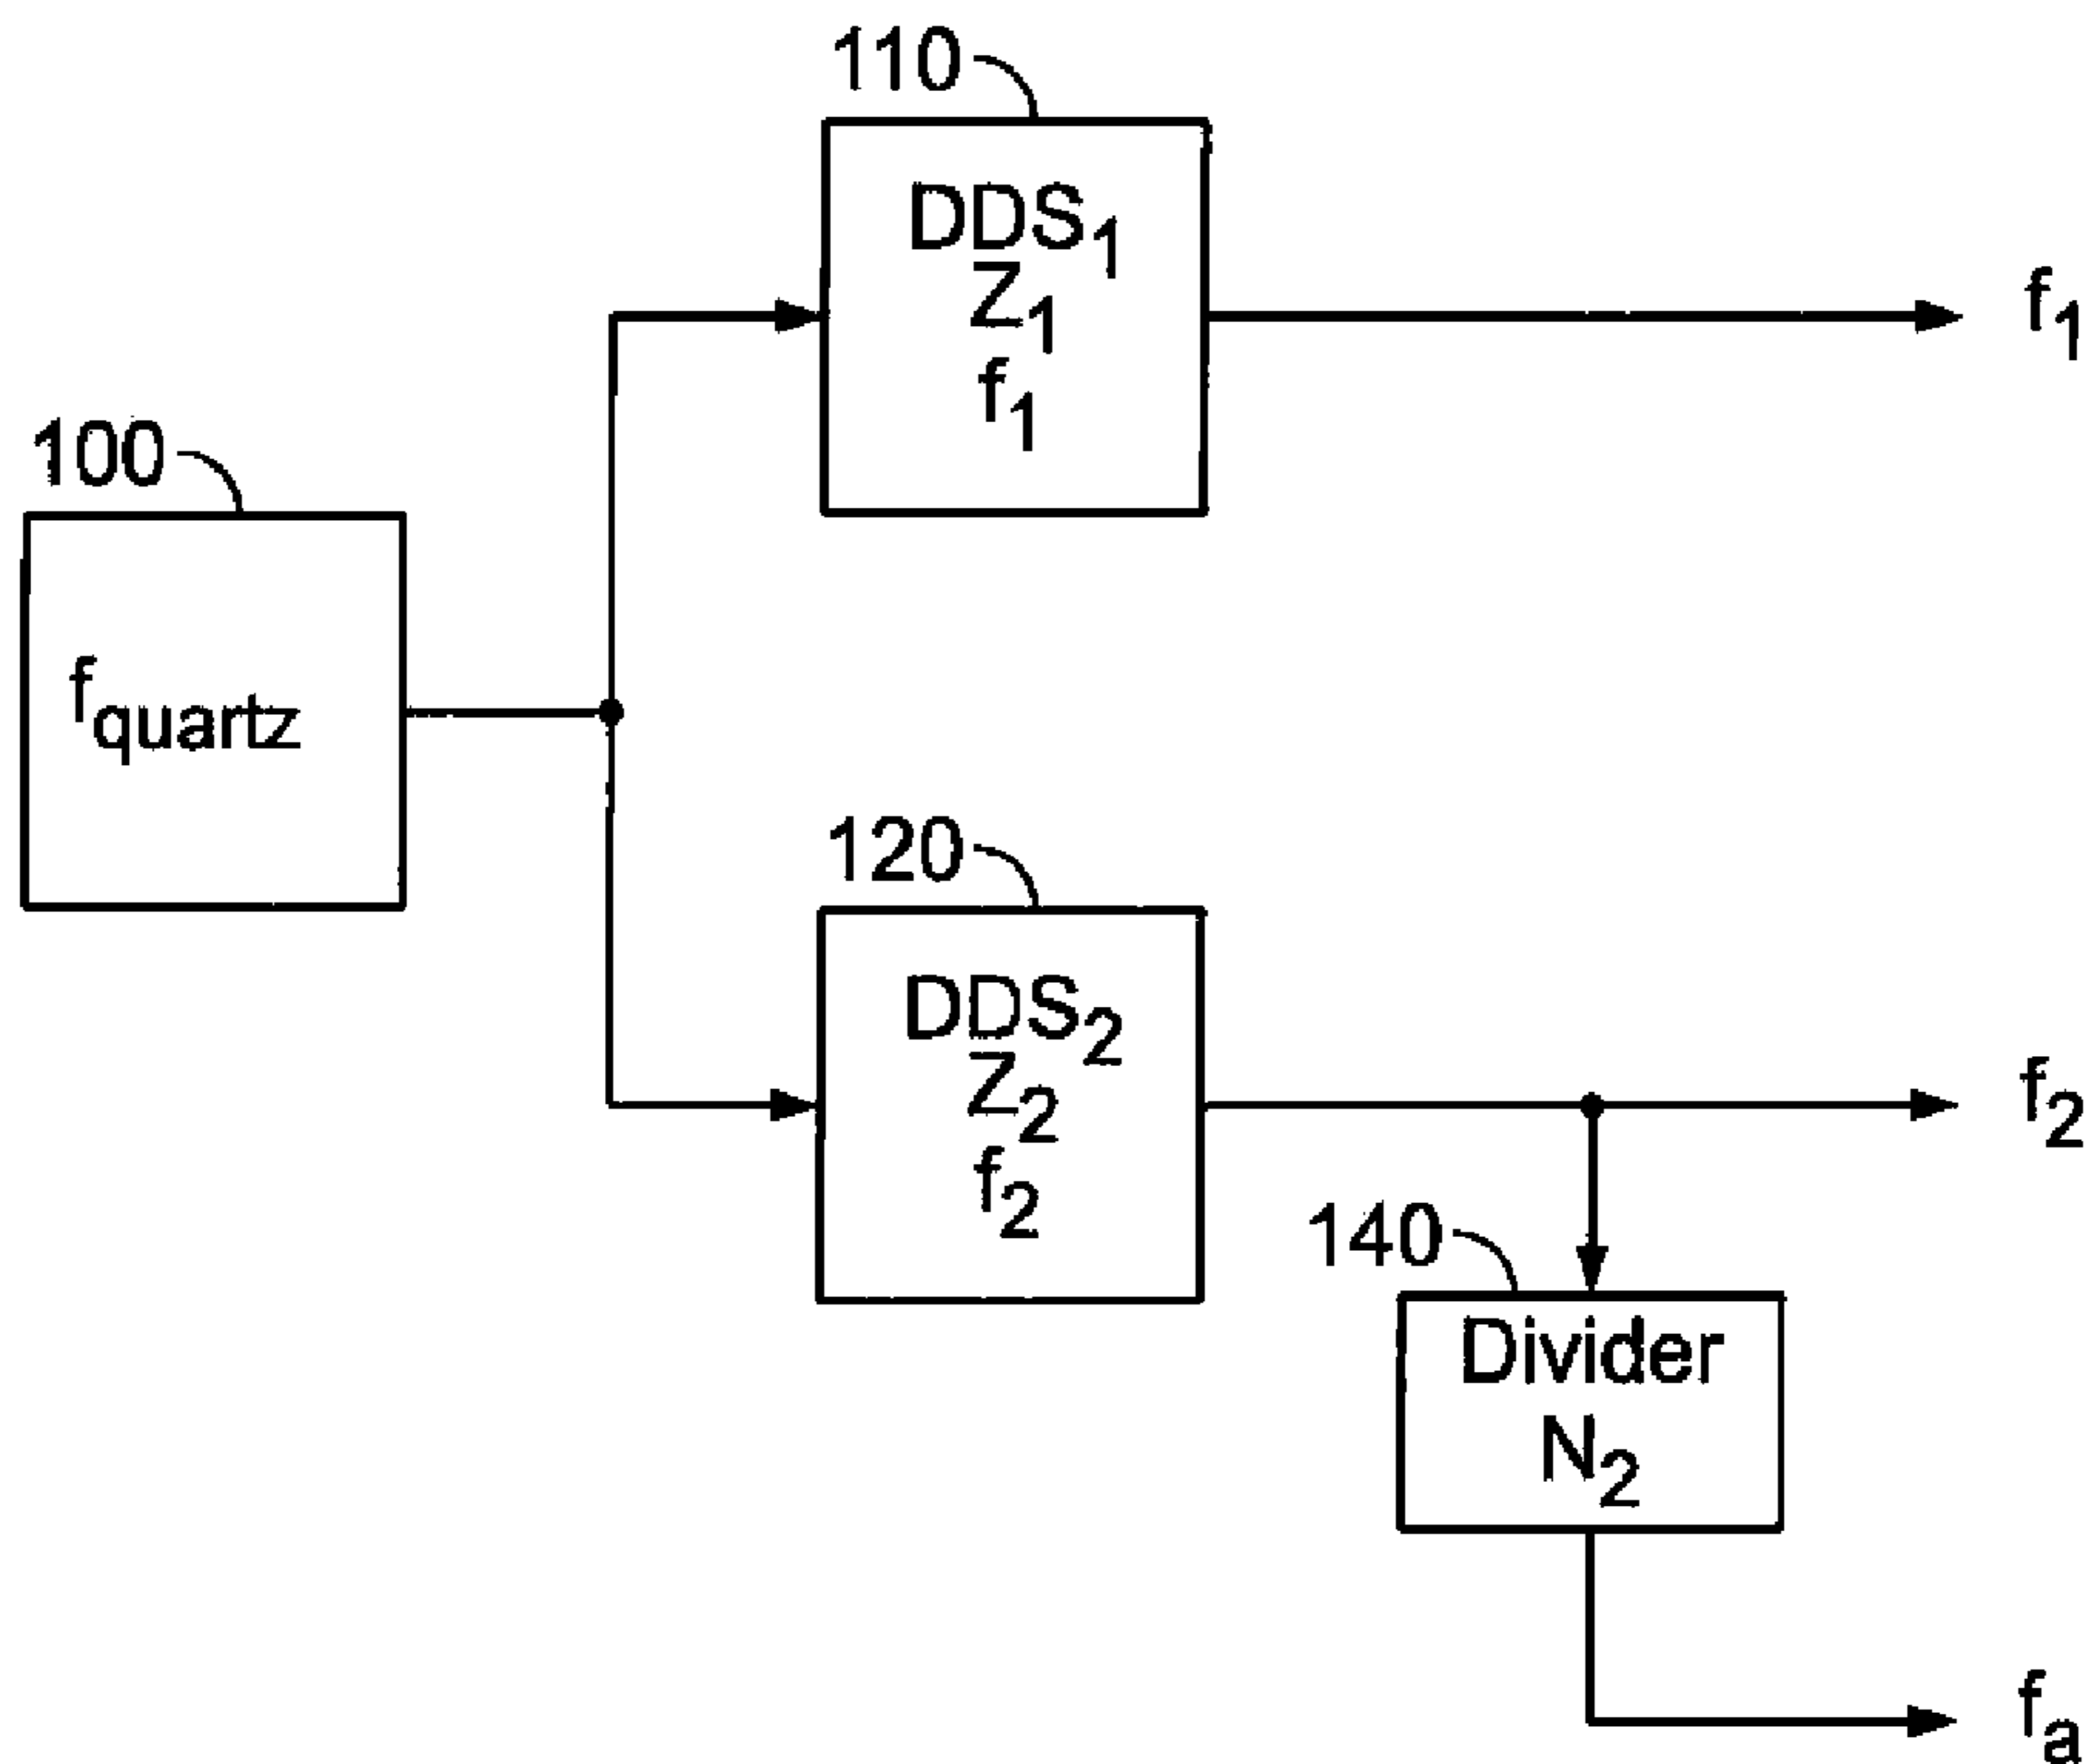 110
DDS1
Z1
f1
f1
100
fquartz
120
DDS2
Z2
f2
f2
140
Divider
N2
fa